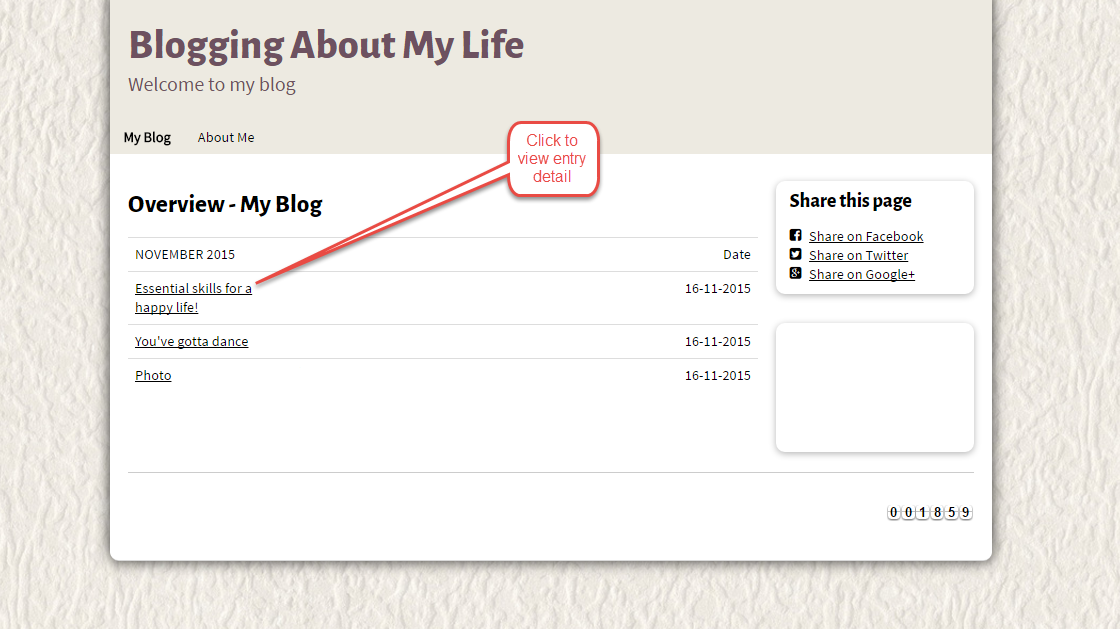 Blogging About My Life
Welcome to my blog
My Blog About Me
Click to
view entry
detail
Overview - My Blog
NOVEMBER 2015 Date
Essential skills for a 16-11-2015
happy life!
You've gotta dance 16-11-2015
Photo 16-11-2015
Share this page
Share on Facebook
Share on Twitter
Share on Google+
001859